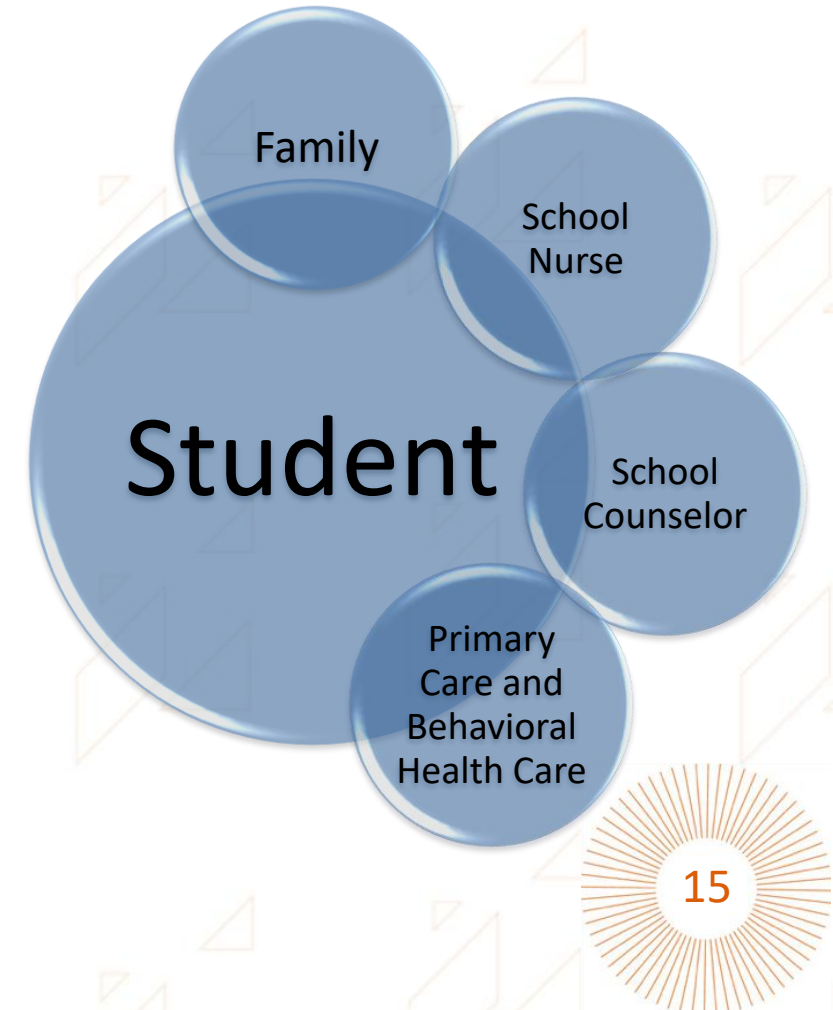 Family
School
Nurse
Student
School
Counselor
Primary
Care and
Behavioral
Health Care
15